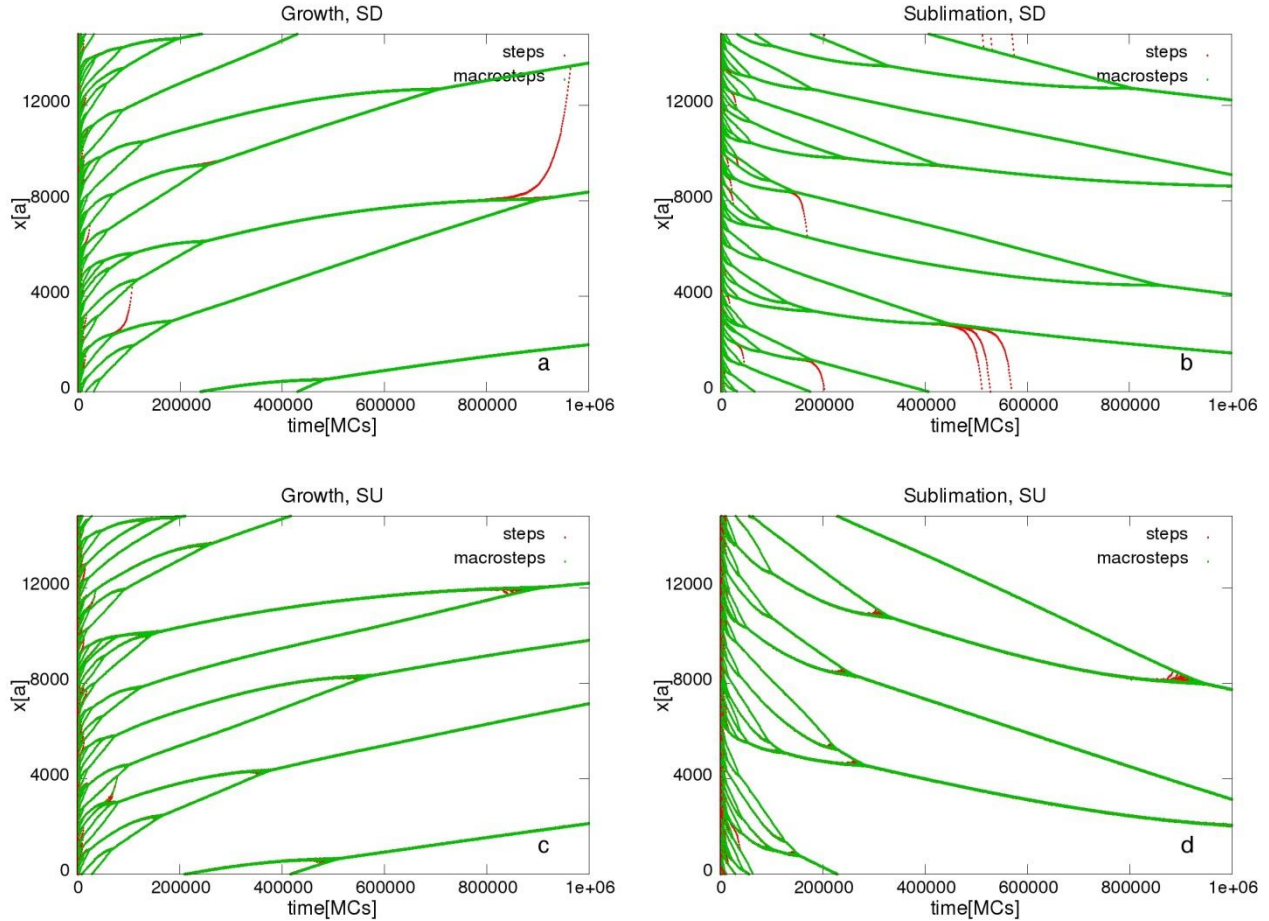 Growth, SD
steps
macrosteps
12000
8000
4000
0
x[a]
a
0 200000 400000 600000 800000 1e+06
time[MCs]
Sublimation, SD
steps
macrosteps
12000
8000
4000
0
x[a]
b
0 200000 400000 600000 800000 1e+06
time[MCs]
Growth, SU
steps
macrosteps
12000
8000
4000
0
x[a]
c
0 200000 400000 600000 800000 1e+06
time[MCs]
Sublimation, SU
steps
macrosteps
12000
8000
4000
0
x[a]
d
0 200000 400000 600000 800000 1e+06
time[MCs]